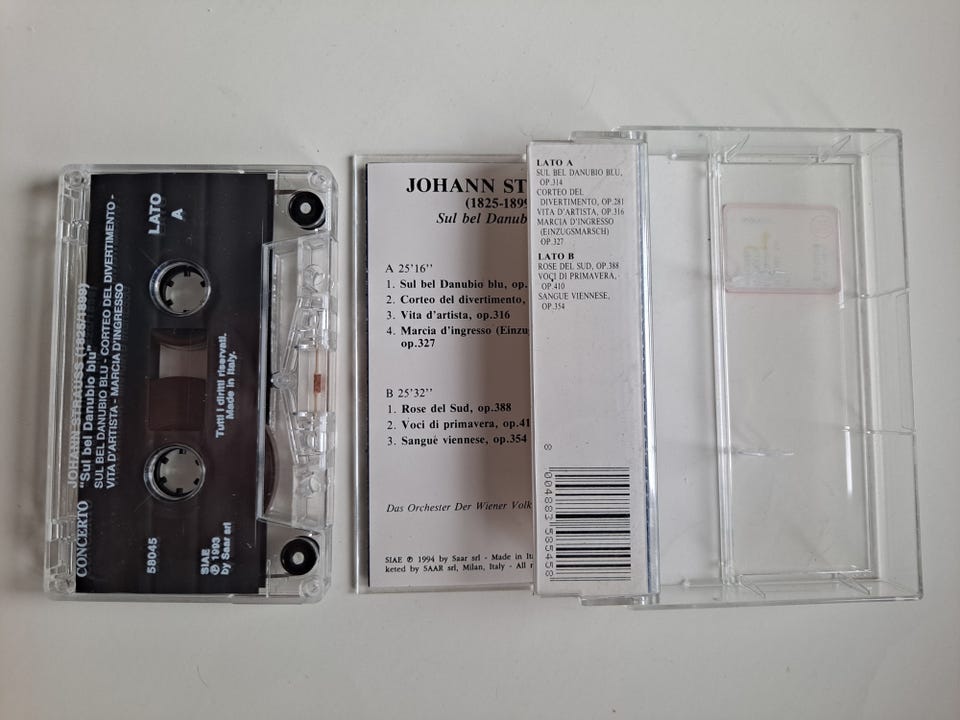 CONCERTO
JOHANN STRAUSS (1825/1899)
"Sul bel Danubio blu"
SUL BEL DANUBIO BLU - CORTEO DEL DIVERTIMENTO -
VITA D'ARTISTA - MARCIA D'INGRESSO
LATO
A
Tutti i diritti riservati.
Made in Italy.
58045
SIAE
℗ 1993
by Saar srl
JOHANN ST
(1825-1899
Sul bel Danub
A 25'16''
1. Sul bel Danubio blu, op.
2. Corteo del divertimento,
3. Vita d'artista, op.316
4. Marcia d'ingresso (Einzu
op.327
B 25'32''
1. Rose del Sud, op.388
2. Voci di primavera, op.41
3. Sangue viennese, op.354
Das Orchester Der Wiener Volk
SIAE ℗ 1994 by Saar srl - Made in It
keted by SAAR srl, Milan, Italy - All r
LATO A
SUL BEL DANUBIO BLU,
OP.314
CORTEO DEL
DIVERTIMENTO, OP.281
VITA D'ARTISTA, OP.316
MARCIA D'INGRESSO
(EINZUGSMARSCH)
OP.327
LATO B
ROSE DEL SUD, OP.388
VOCI DI PRIMAVERA,
OP.410
SANGUE VIENNESE,
OP.354
8 004883 585458